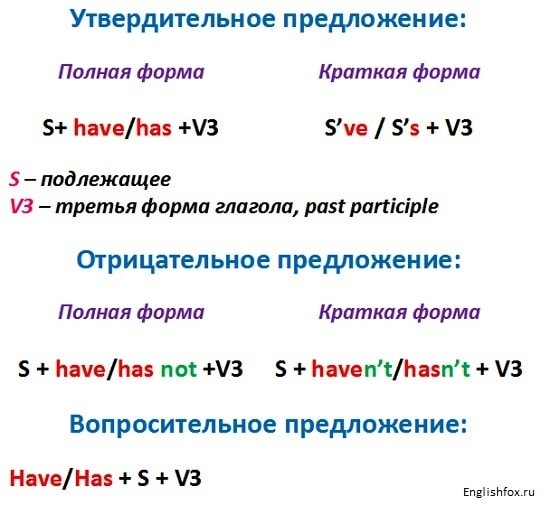 Утвердительное предложение:
Полная форма Краткая форма
S+ have/has +V3 S’ve / S’s + V3
S – подлежащее
V3 – третья форма глагола, past participle
Отрицательное предложение:
Полная форма Краткая форма
S + have/has not +V3 S + haven’t/hasn’t + V3
Вопросительное предложение:
Have/Has + S + V3
Englishfox.ru